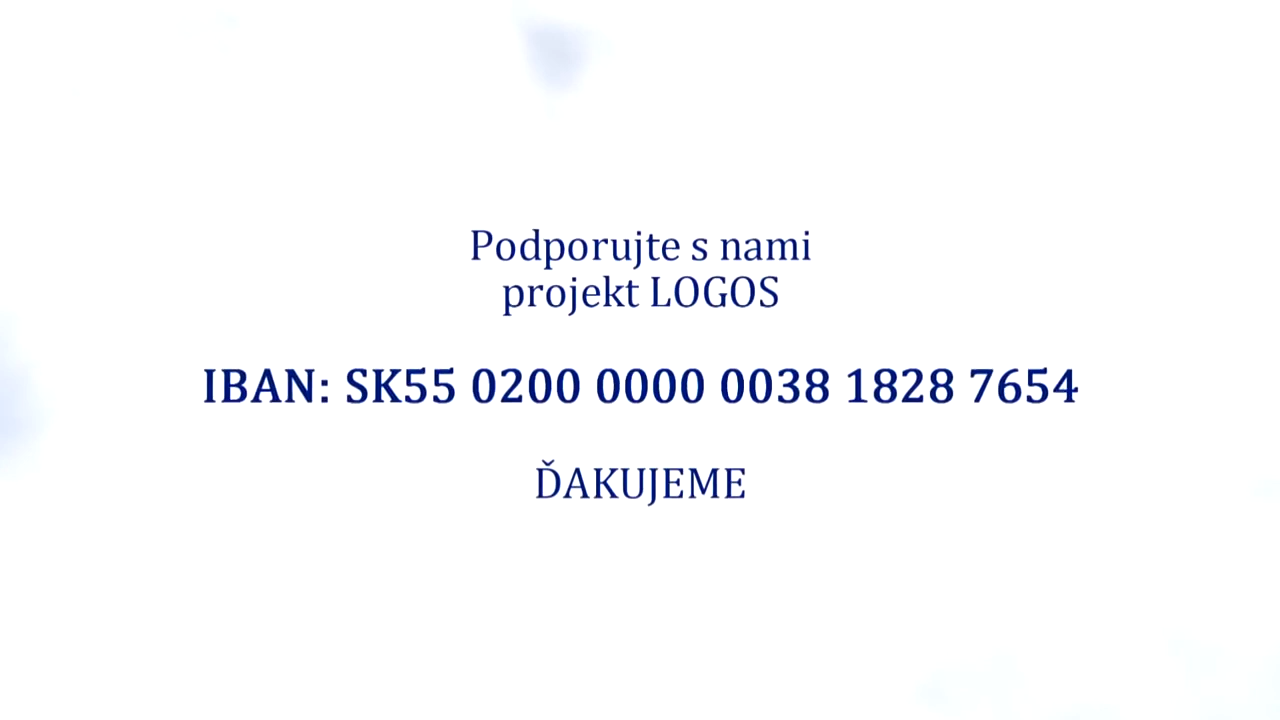 Podporujte s nami
projekt LOGOS
IBAN: SK55 0200 0000 0038 1828 7654
ĎAKUJEME